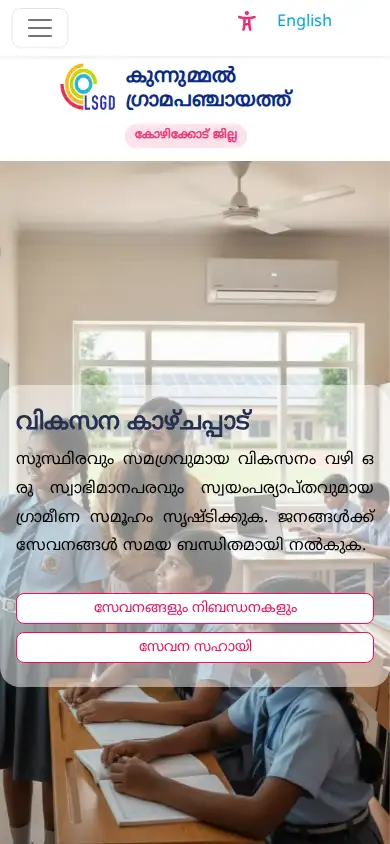 English
LSGD
കുന്നുമ്മൽ
ഗ്രാമപഞ്ചായത്ത്
കോഴിക്കോട് ജില്ല
വികസന കാഴ്ചപ്പാട്
സുസ്ഥിരവും സമഗ്രവുമായ വികസനം വഴി ഒ
രു സ്വാഭിമാനപരവും സ്വയംപര്യാപ്തവുമായ
ഗ്രാമീണ സമൂഹം സൃഷ്ടിക്കുക. ജനങ്ങൾക്ക്
സേവനങ്ങൾ സമയ ബന്ധിതമായി നൽകുക.
സേവനങ്ങളും നിബന്ധനകളും
സേവന സഹായി